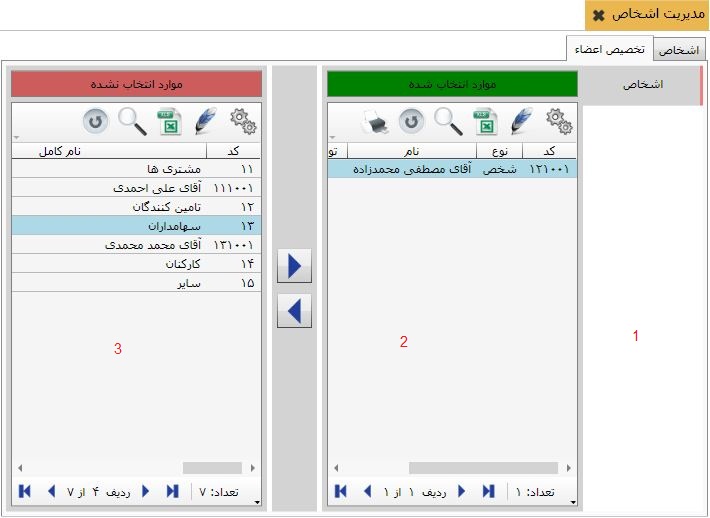 مدیریت اشخاص
اشخاص
تخصیص اعضاء
اشخاص
1
موارد انتخاب شده
XLS
کد نوع نام تو
۱۲۱۰۰۱ شخص آقای مصطفی محمدزاده
2
تعداد: ۱ ردیف ۱ از ۱
موارد انتخاب نشده
XLS
کد نام کامل
۱۱ مشتری ها
۱۱۱۰۰۱ آقای علی احمدی
۱۲ تامین کنندگان
۱۳ سهامداران
۱۳۱۰۰۱ آقای محمد محمدی
۱۴ کارکنان
۱۵ سایر
3
تعداد: ۷ ردیف ۴ از ۷